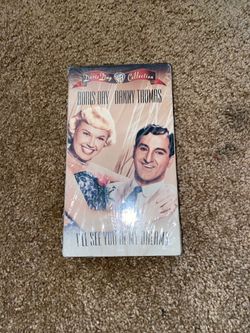 Doris Day Collection
DORIS DAY DANNY THOMAS
I'LL SEE YOU IN MY DREAMS